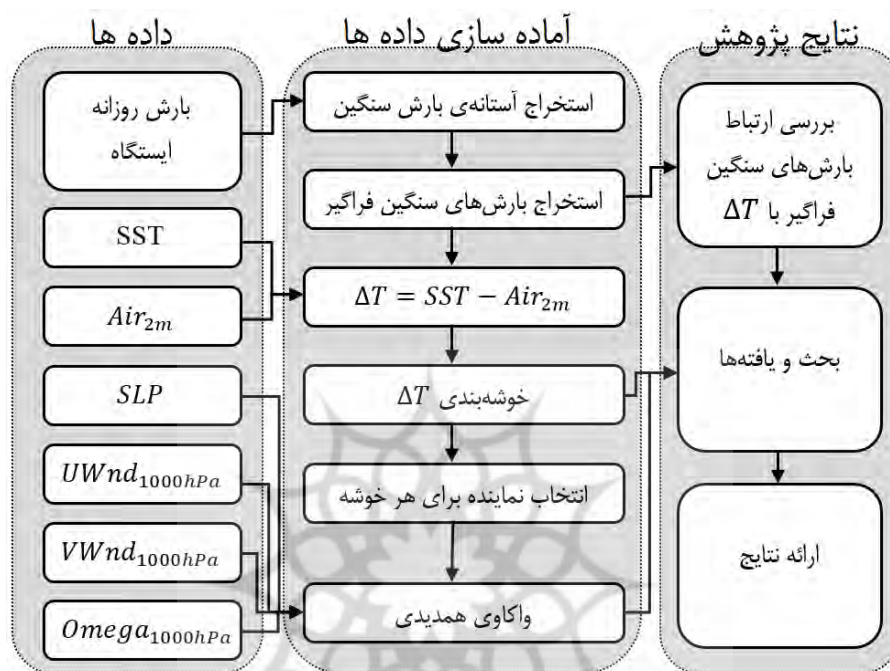 داده ها
بارش روزانه
ایستگاه
SST
Air2m
SLP
UWnd1000hPa
VWnd1000hPa
Omega1000hPa
آماده سازی داده ها
استخراج آستانه‌ی بارش سنگین
استخراج بارش‌های سنگین فراگیر
ΔT = SST − Air2m
خوشه‌بندی ΔT
انتخاب نماینده برای هر خوشه
واکاوی همدیدی
نتایج پژوهش
بررسی ارتباط
بارش‌های سنگین
فراگیر با ΔT
بحث و یافته‌ها
ارائه نتایج